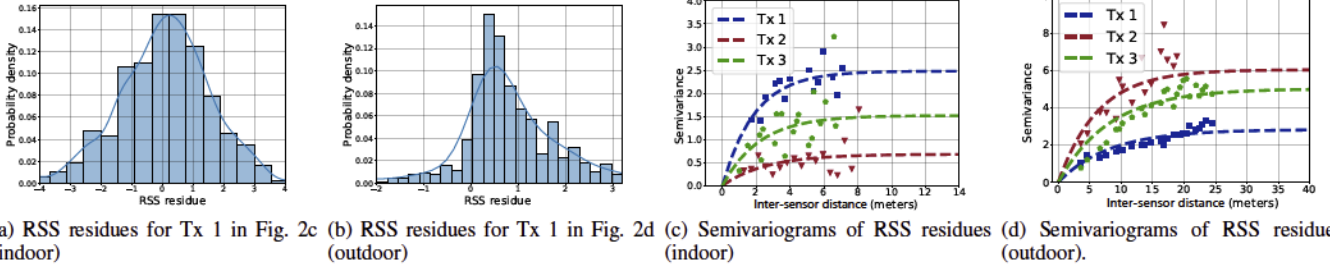 0.16
0.14
0.12
0.10
0.08
0.06
0.04
0.02
0.00
Probability density
−4 −3 −2 −1 0 1 2 3 4
RSS residue
0.14
0.12
0.10
0.08
0.06
0.04
0.02
0.00
Probability density
−1 0 1 2 3
RSS residue
4.0
3.5
3.0
2.5
2.0
1.5
1.0
0.5
0.0
Semivariance
Tx 1
Tx 2
Tx 3
0 2 4 6 8 10 12 14
Inter-sensor distance (meters)
8
6
4
2
0
Semivariance
Tx 1
Tx 2
Tx 3
0 5 10 15 20 25 30 35 40
Inter-sensor distance (meters)
a) RSS residues for Tx 1 in Fig. 2c
indoor)
(b) RSS residues for Tx 1 in Fig. 2d
(outdoor)
(c) Semivariograms of RSS residues
(indoor)
(d) Semivariograms of RSS residue
(outdoor).